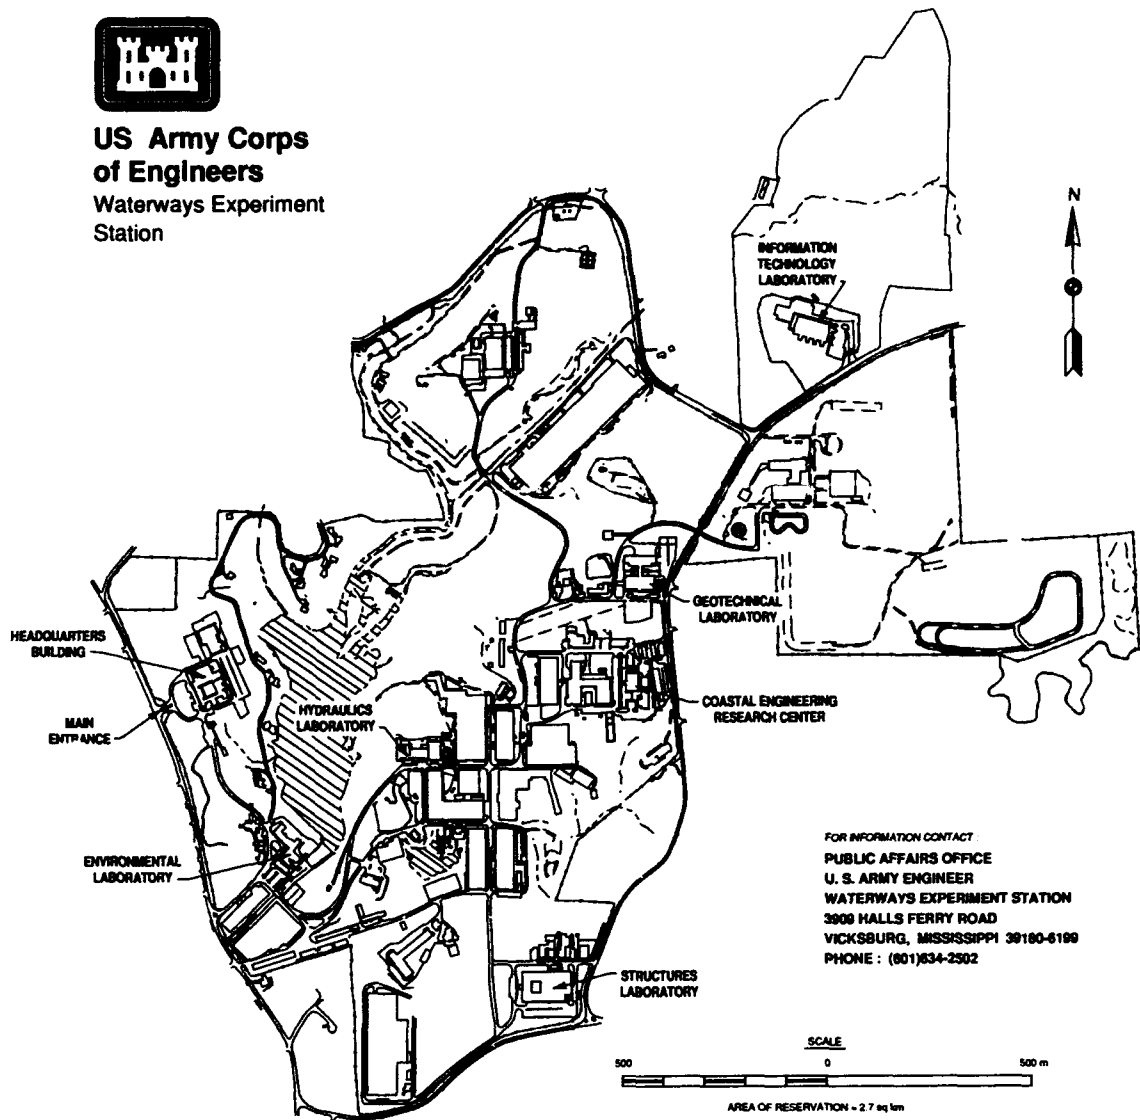 US Army Corps
of Engineers
Waterways Experiment
Station
N
INFORMATION
TECHNOLOGY
LABORATORY
GEOTECHNICAL
LABORATORY
HEADQUARTERS
BUILDING
MAIN
ENTRANCE
HYDRAULICS
LABORATORY
COASTAL ENGINEERING
RESEARCH CENTER
ENVIRONMENTAL
LABORATORY
STRUCTURES
LABORATORY
FOR INFORMATION CONTACT
PUBLIC AFFAIRS OFFICE
U. S. ARMY ENGINEER
WATERWAYS EXPERIMENT STATION
3909 HALLS FERRY ROAD
VICKSBURG, MISSISSIPPI 39180-6199
PHONE : (601)634-2502
SCALE
500 0 500 m
AREA OF RESERVATION = 2.7 sq km